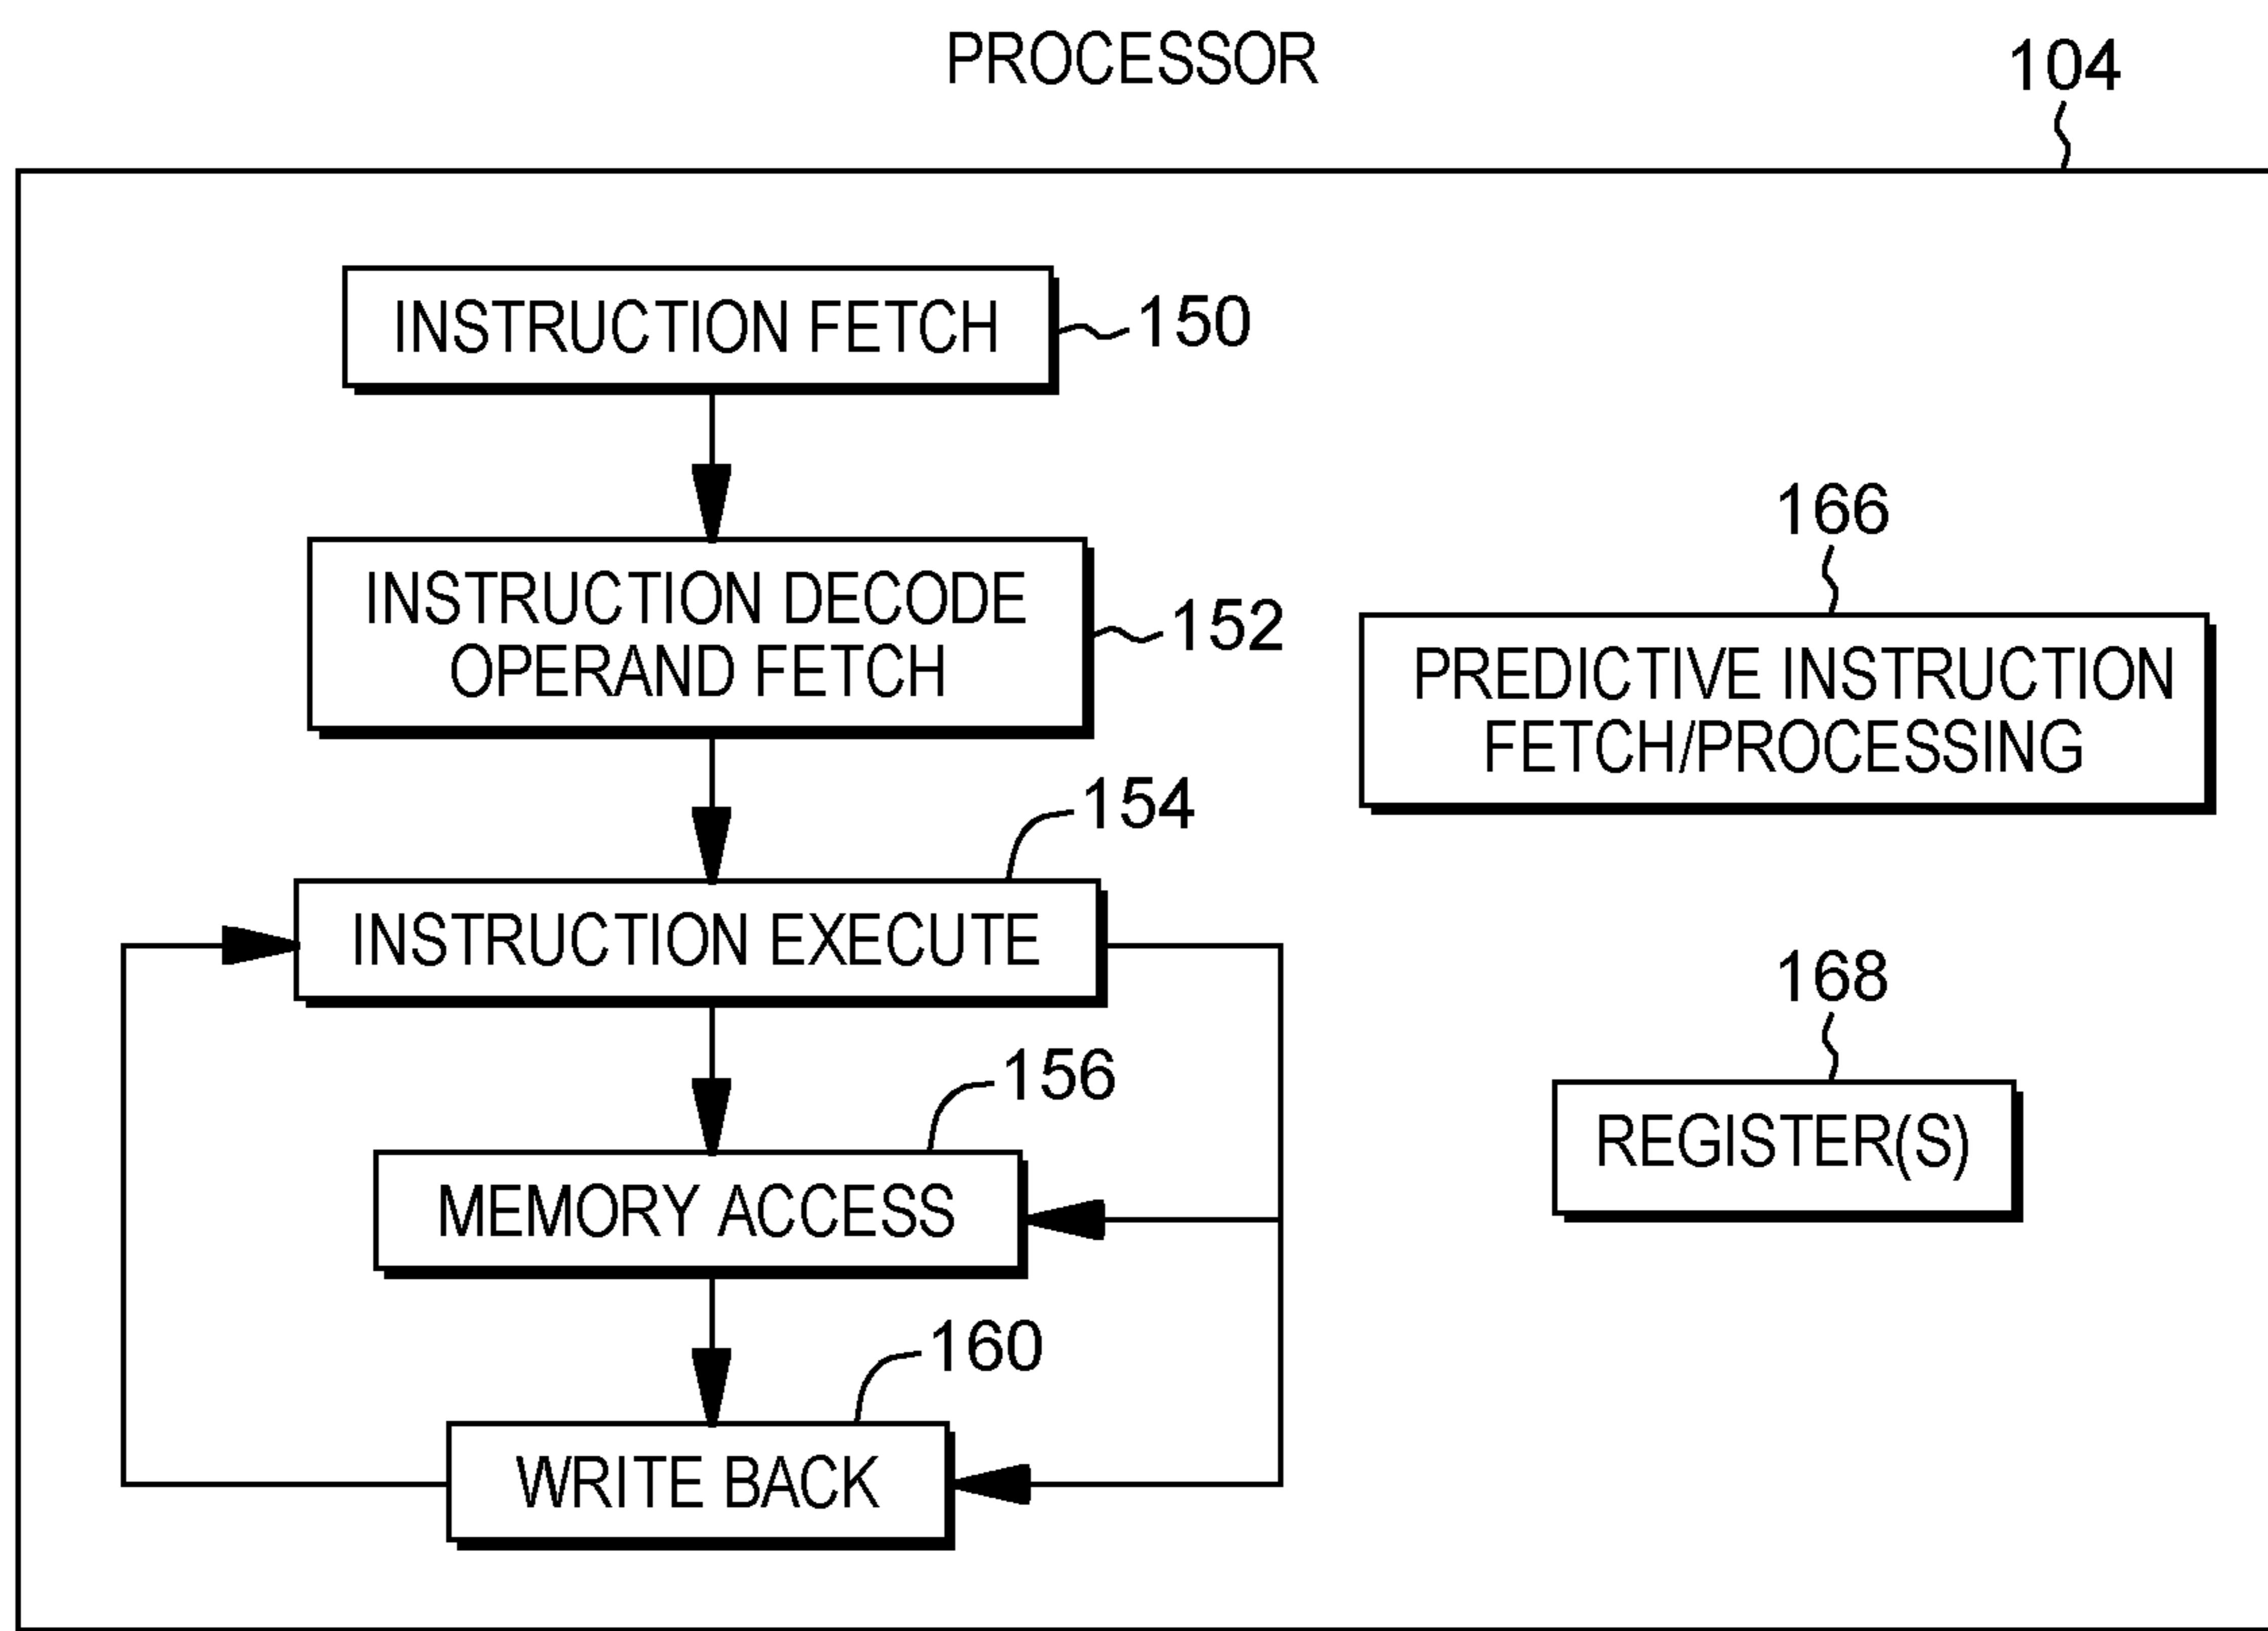 PROCESSOR
104
INSTRUCTION FETCH
150
INSTRUCTION DECODE
OPERAND FETCH
152
166
PREDICTIVE INSTRUCTION
FETCH/PROCESSING
154
INSTRUCTION EXECUTE
168
REGISTER(S)
156
MEMORY ACCESS
160
WRITE BACK